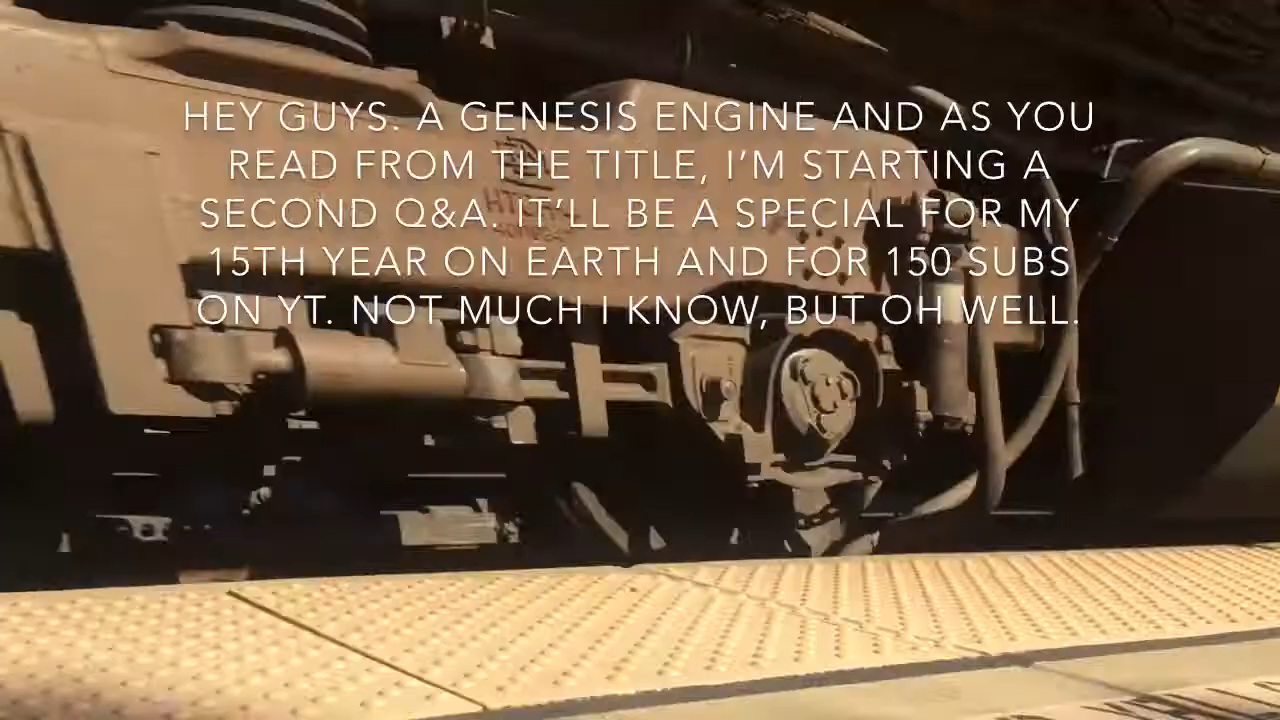 HEY GUYS. A GENESIS ENGINE AND AS YOU
READ FROM THE TITLE, I'M STARTING A
SECOND Q&A. IT'LL BE A SPECIAL FOR MY
15TH YEAR ON EARTH AND FOR 150 SUBS
ON YT. NOT MUCH I KNOW, BUT OH WELL.